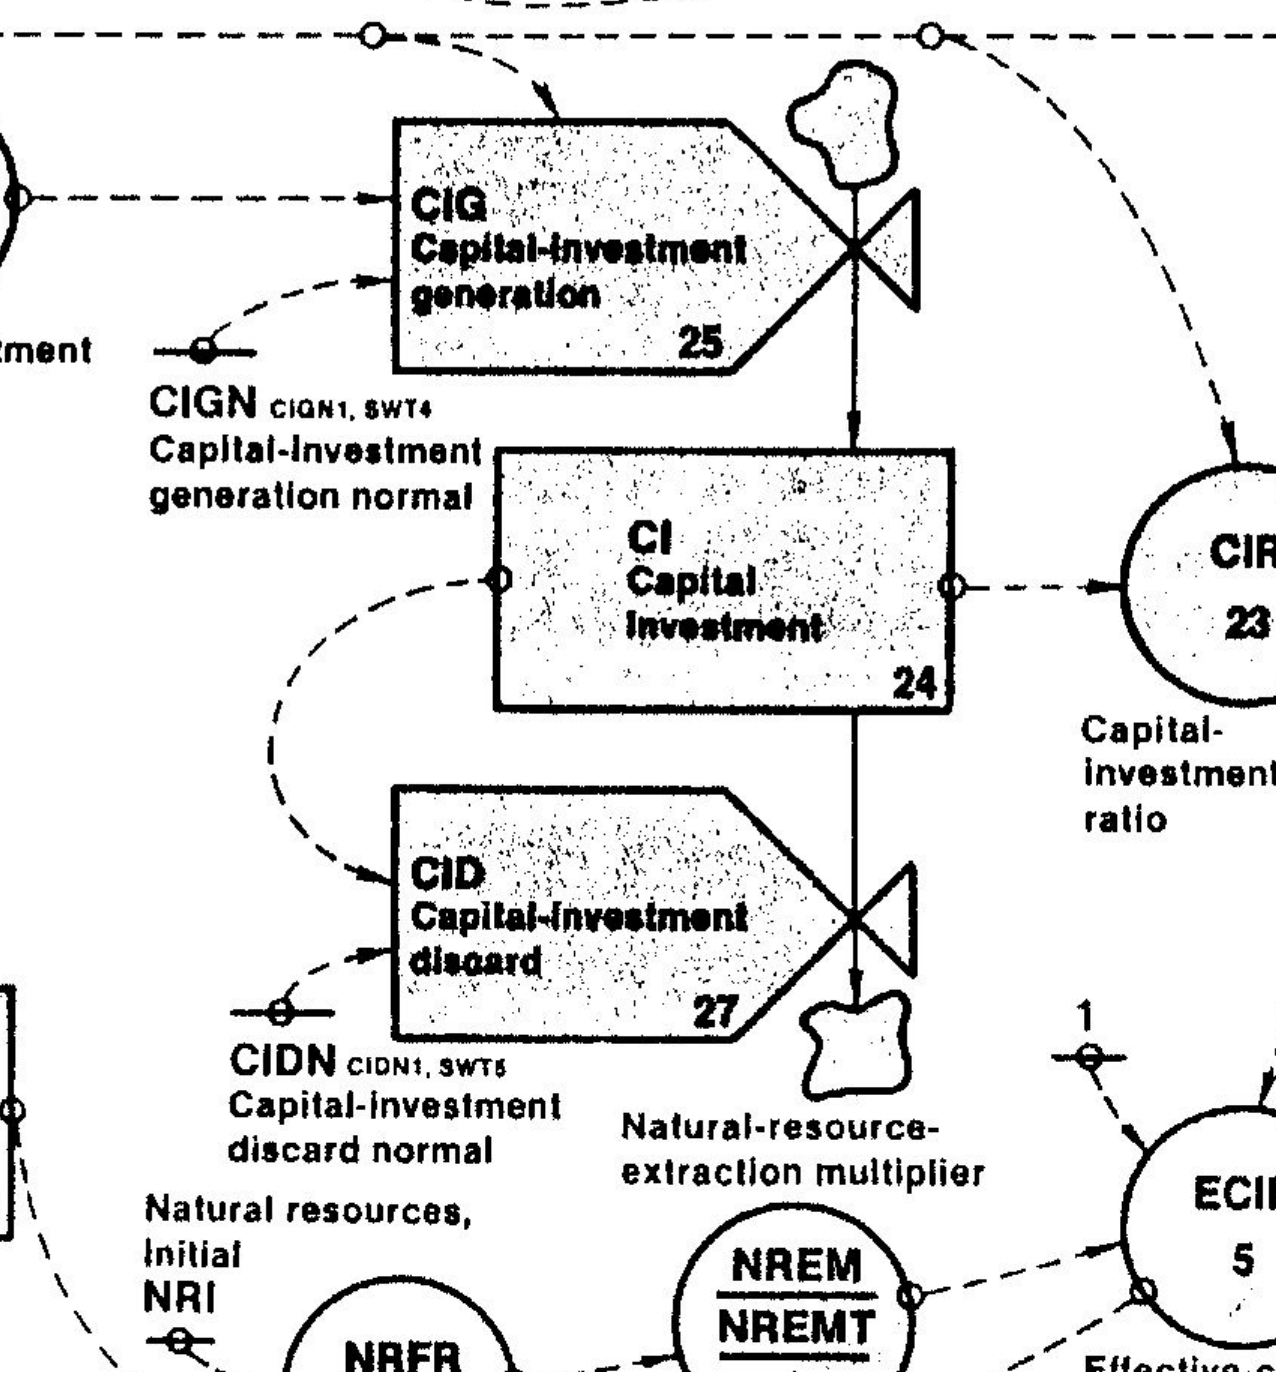 CIG
Capital-investment
generation
25
tment
CIGN CIGN1, SWT4
Capital-investment
generation normal
CI
Capital
investment
24
CIR
23
Capital-
investment
ratio
CID
Capital-investment
discard
27
CIDN CIDN1, SWT5
Capital-investment
discard normal
1
Natural-resource-
extraction multiplier
ECI
5
Natural resources,
initial
NRI
NREM
NREMT
NRFR
Effective-c